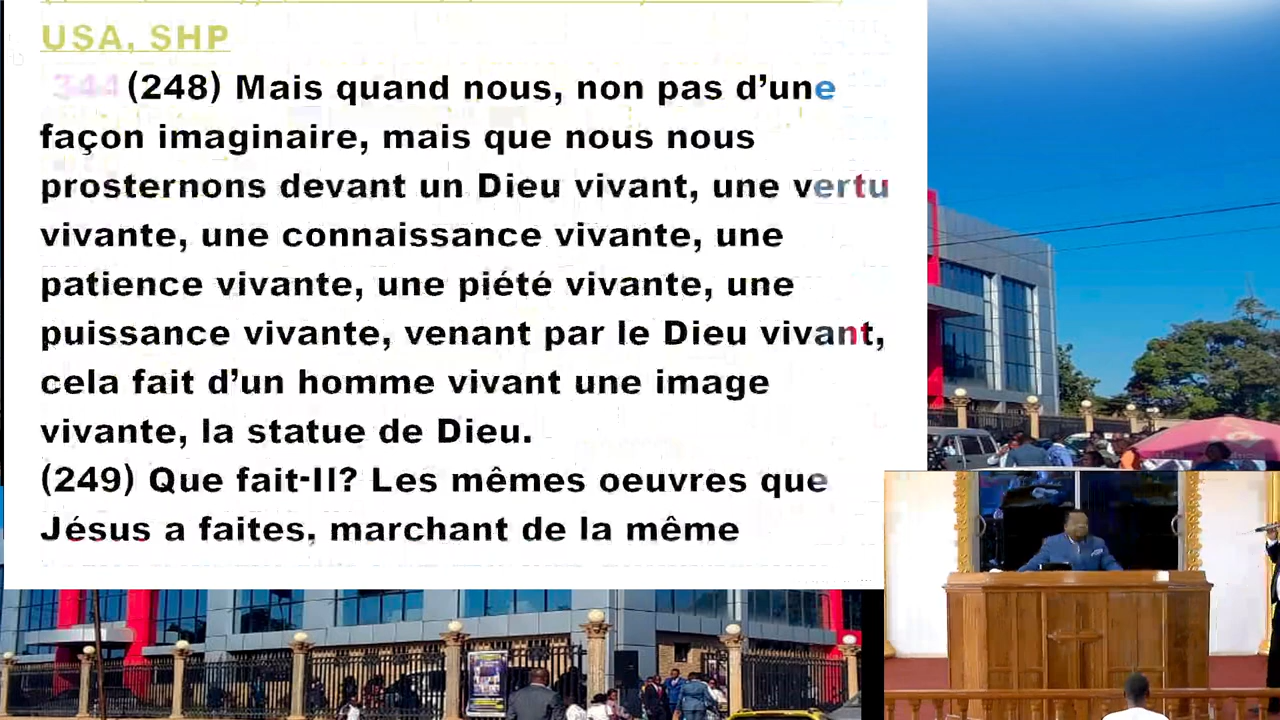 USA, SHP
344 (248) Mais quand nous, non pas d’une
façon imaginaire, mais que nous nous
prosternons devant un Dieu vivant, une vertu
vivante, une connaissance vivante, une
patience vivante, une piété vivante, une
puissance vivante, venant par le Dieu vivant,
cela fait d’un homme vivant une image
vivante, la statue de Dieu.
(249) Que fait-Il? Les mêmes oeuvres que
Jésus a faites, marchant de la même